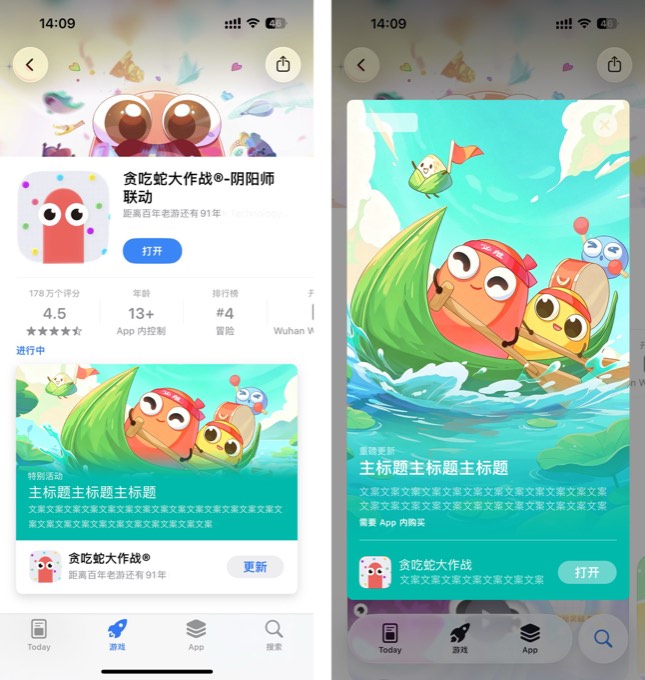 14:09
46
贪吃蛇大作战®-阴阳师
联动
距离百年老游还有91年
打开
178万个评分
4.5
年龄
13+
App 内控制
排行榜
#4
冒险
Wuhan W
进行中
特别活动
主标题主标题主标题
文案文案文案文案文案文案文案文案文案文案文案文
案文案文案文案文案文案文案文案文案
贪吃蛇大作战®
距离百年老游还有91年
更新
Today
游戏
App
搜索
14:09
46
必胜
重磅更新
主标题主标题主标题
文案文案文案文案文案文案文案文案文案文案
文案文案文案文案文案文案文案文案文案文案
需要 App 内购买
贪吃蛇大作战
文案文案文案文案文案文案
打开
Today
游戏
App